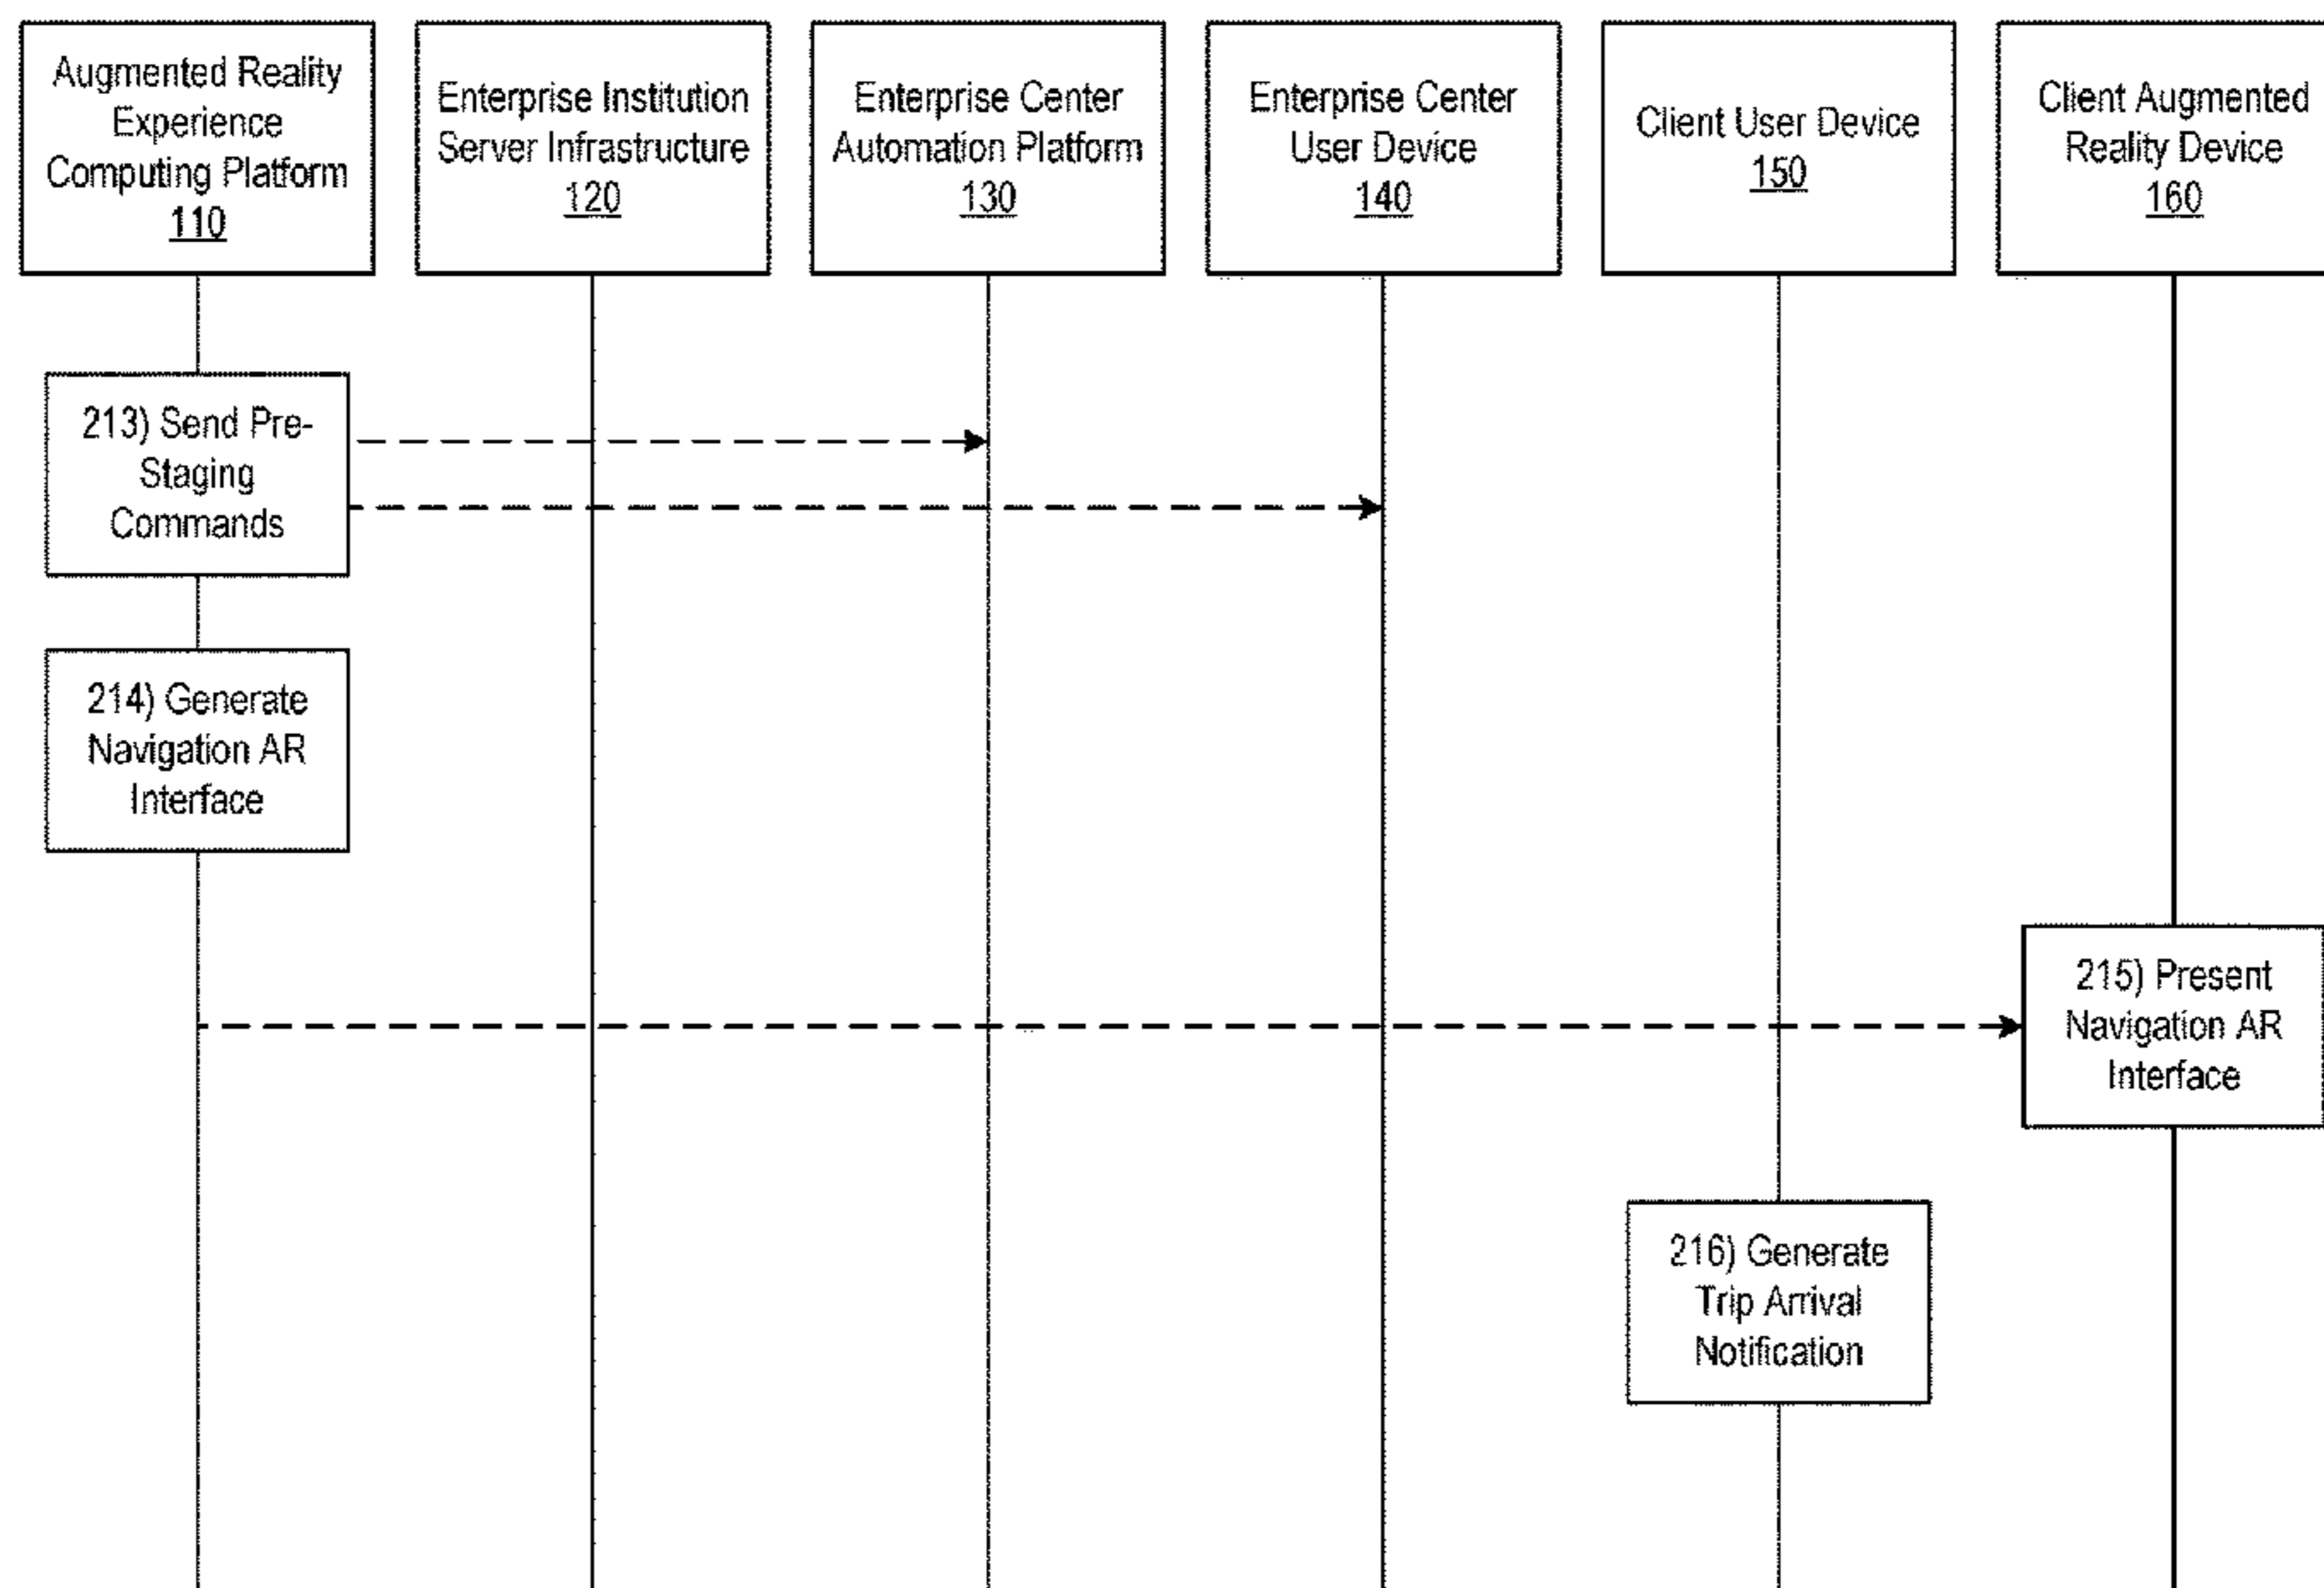 Augmented Reality
Experience
Computing Platform
110
Enterprise Institution
Server Infrastructure
120
Enterprise Center
Automation Platform
130
Enterprise Center
User Device
140
Client User Device
150
Client Augmented
Reality Device
160
213) Send Pre-
Staging
Commands
214) Generate
Navigation AR
Interface
215) Present
Navigation AR
Interface
216) Generate
Trip Arrival
Notification